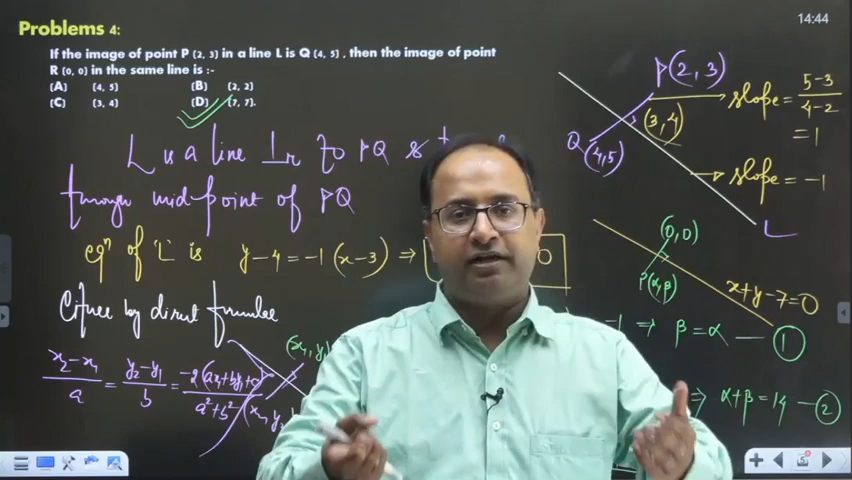 Problems 4:
14:44
If the image of point P (2, 3) in a line L is Q (4, 5) , then the image of point
R (0, 0) in the same line is :-
(A) (4, 5) (B) (2, 2)
(C) (3, 4) (D) (7, 7).
L is a line ⊥r to PQ &
through mid-point of PQ
eqn of 'L' is y-4 = -1 (x-3) ⇒ 0
P(2, 3)
slope = 5-3/4-2
= 1
(3, 4)
Q (4, 5)
slope = -1
L
(0, 0)
P(α, β)
x+y-7=0
-1 ⇒ β = α — 1
⇒ α+β = 14 — 2
by direct
x2-x1/a = y2-y1/b = -2(ax1+by1+c)/a²+b²